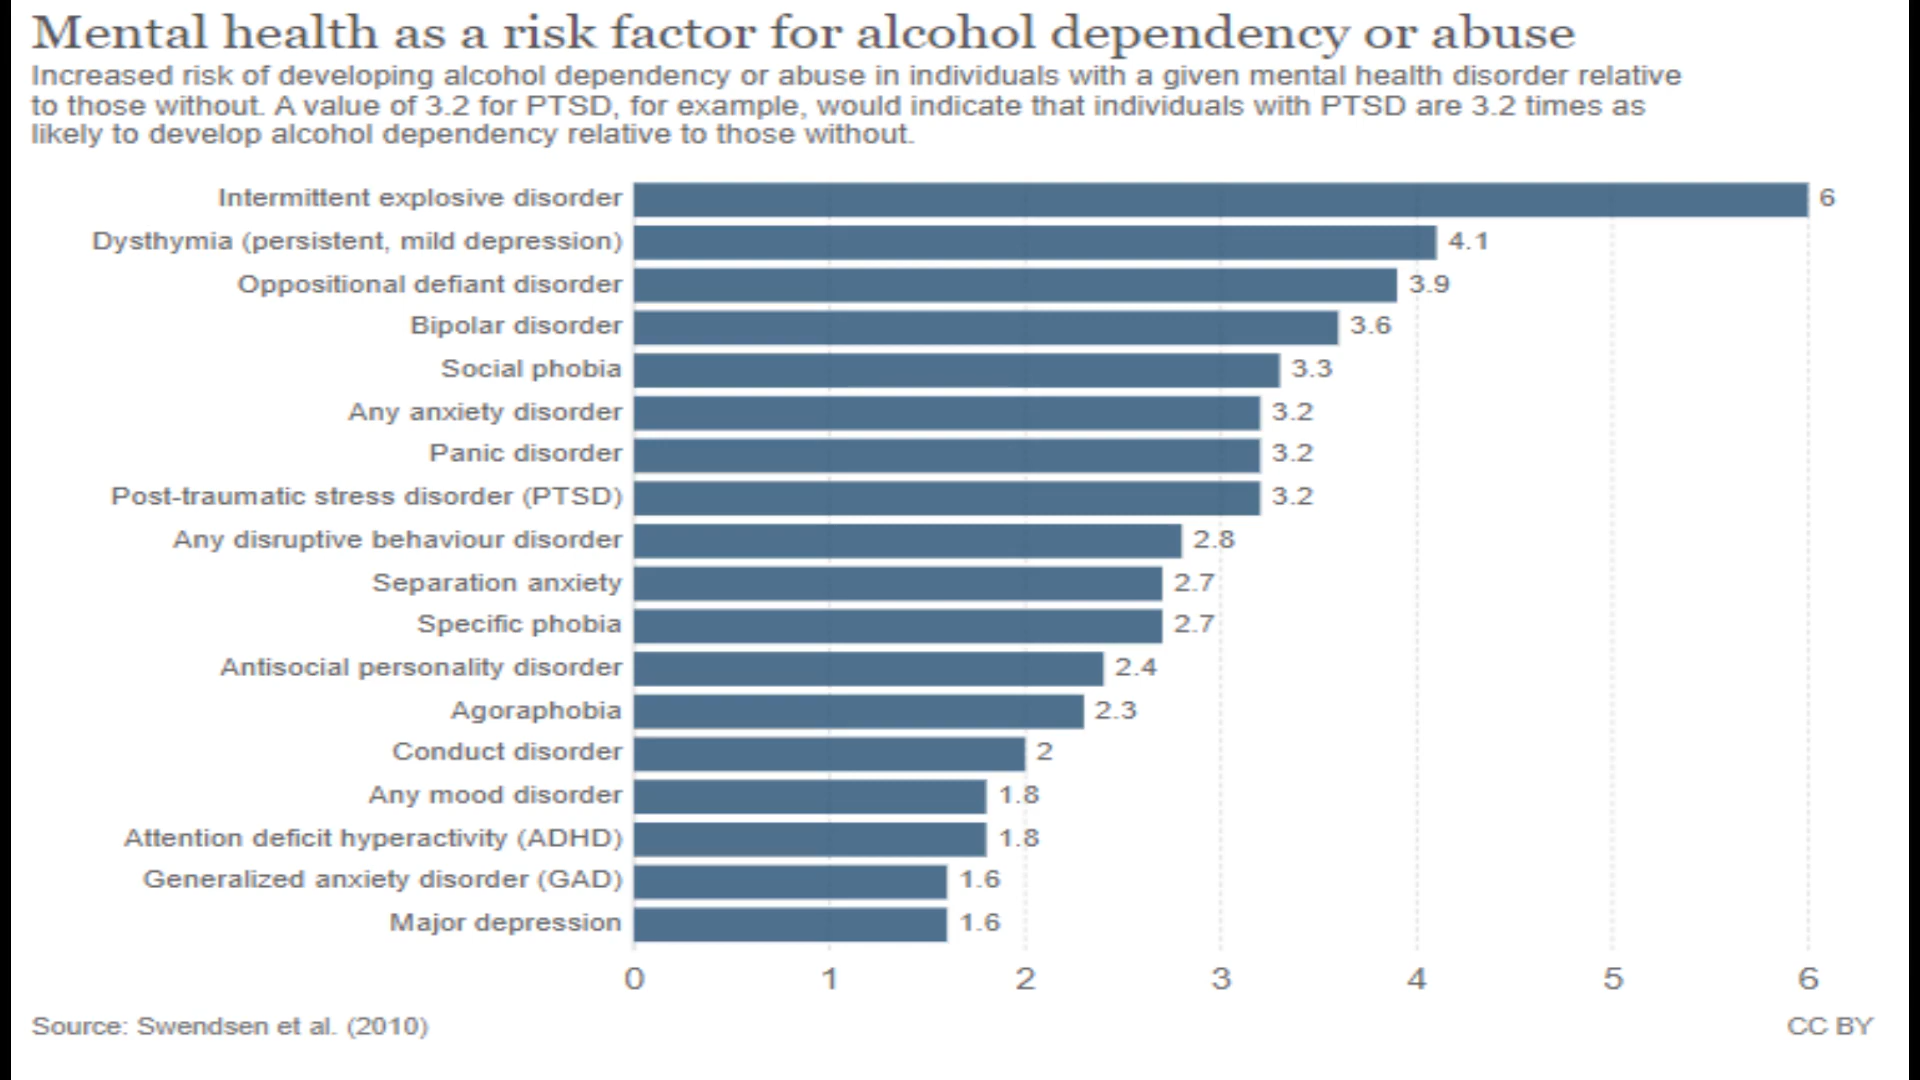 Mental health as a risk factor for alcohol dependency or abuse
Increased risk of developing alcohol dependency or abuse in individuals with a given mental health disorder relative
to those without. A value of 3.2 for PTSD, for example, would indicate that individuals with PTSD are 3.2 times as
likely to develop alcohol dependency relative to those without.
Intermittent explosive disorder 6
Dysthymia (persistent, mild depression) 4.1
Oppositional defiant disorder 3.9
Bipolar disorder 3.6
Social phobia 3.3
Any anxiety disorder 3.2
Panic disorder 3.2
Post-traumatic stress disorder (PTSD) 3.2
Any disruptive behaviour disorder 2.8
Separation anxiety 2.7
Specific phobia 2.7
Antisocial personality disorder 2.4
Agoraphobia 2.3
Conduct disorder 2
Any mood disorder 1.8
Attention deficit hyperactivity (ADHD) 1.8
Generalized anxiety disorder (GAD) 1.6
Major depression 1.6
0 1 2 3 4 5 6
Source: Swendsen et al. (2010) CC BY